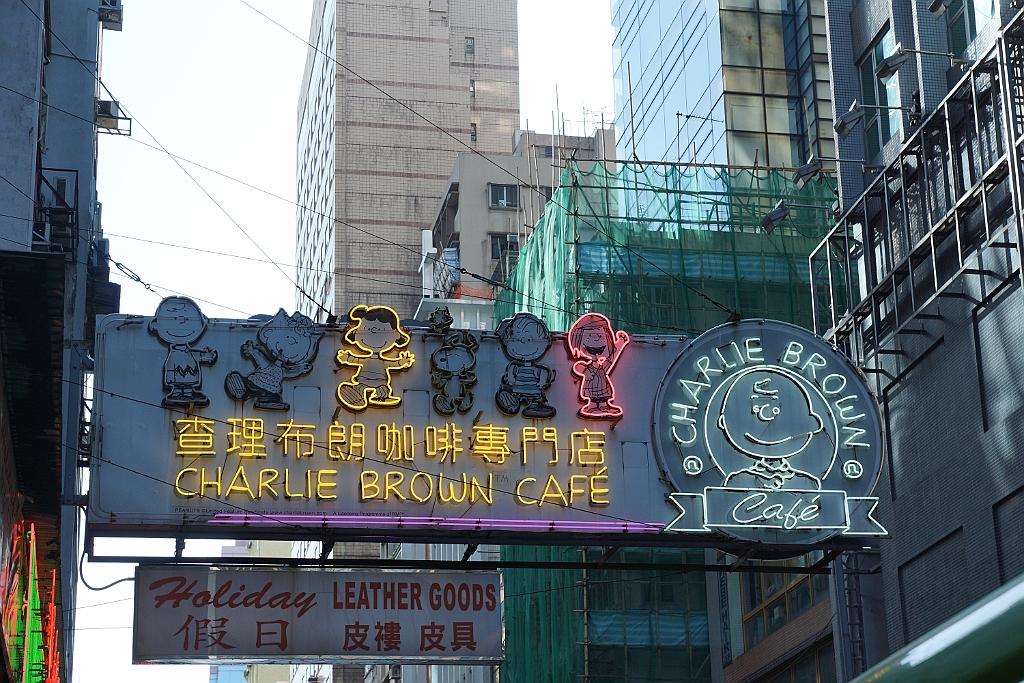 查理布朗咖啡專門店
CHARLIE BROWN CAFÉ™
CHARLIE BROWN
Café
Holiday LEATHER GOODS
假日 皮褸 皮具